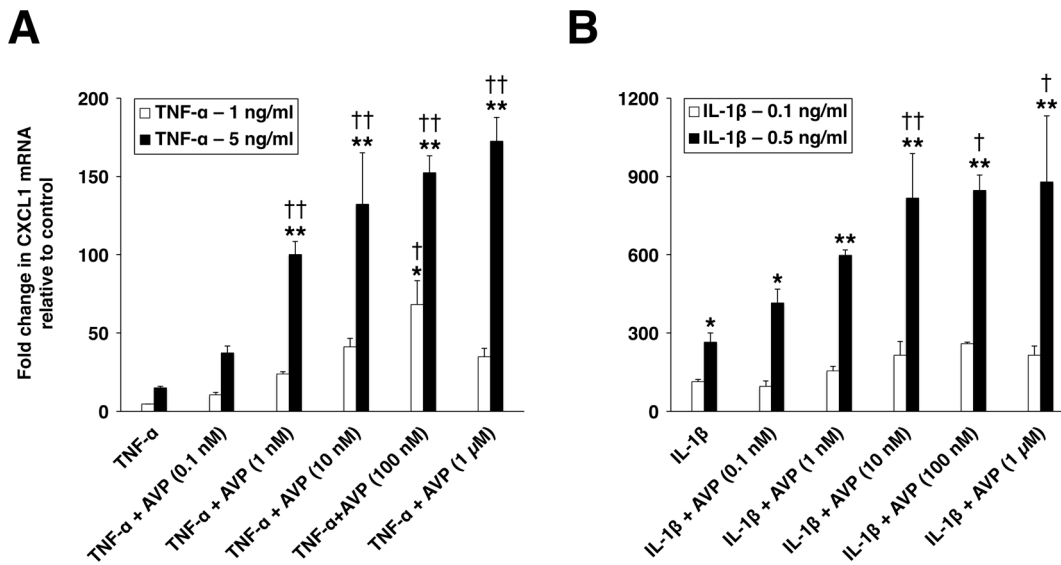 A
Fold change in CXCL1 mRNA
relative to control
200
150
100
50
0
TNF-α – 1 ng/ml
TNF-α – 5 ng/ml
††
**
††
**
†
*
††
**
††
**
TNF-α
TNF-α + AVP (0.1 nM)
TNF-α + AVP (1 nM)
TNF-α + AVP (10 nM)
TNF-α+AVP (100 nM)
TNF-α + AVP (1 µM)
B
1200
900
600
300
0
IL-1β – 0.1 ng/ml
IL-1β – 0.5 ng/ml
*
*
**
††
**
†
**
†
**
IL-1β
IL-1β + AVP (0.1 nM)
IL-1β + AVP (1 nM)
IL-1β + AVP (10 nM)
IL-1β + AVP (100 nM)
IL-1β + AVP (1 µM)